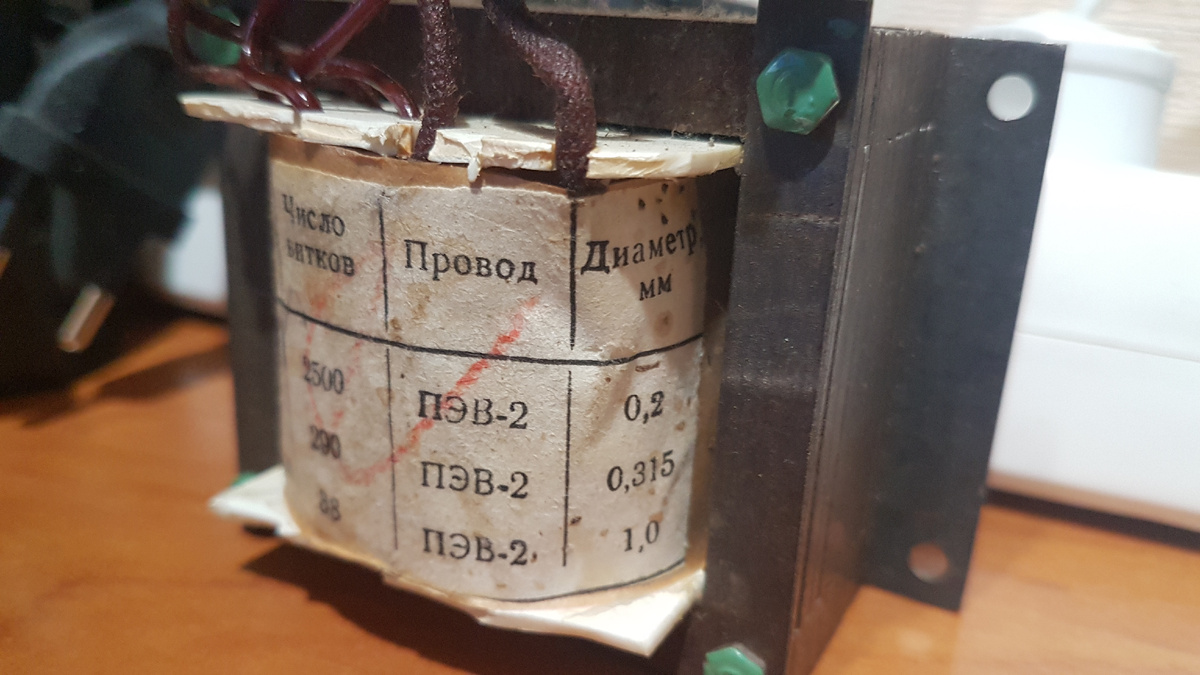 Число витков Провод Диаметр мм
2500 ПЭВ-2 0,2
290 ПЭВ-2 0,315
ПЭВ-2 1,0